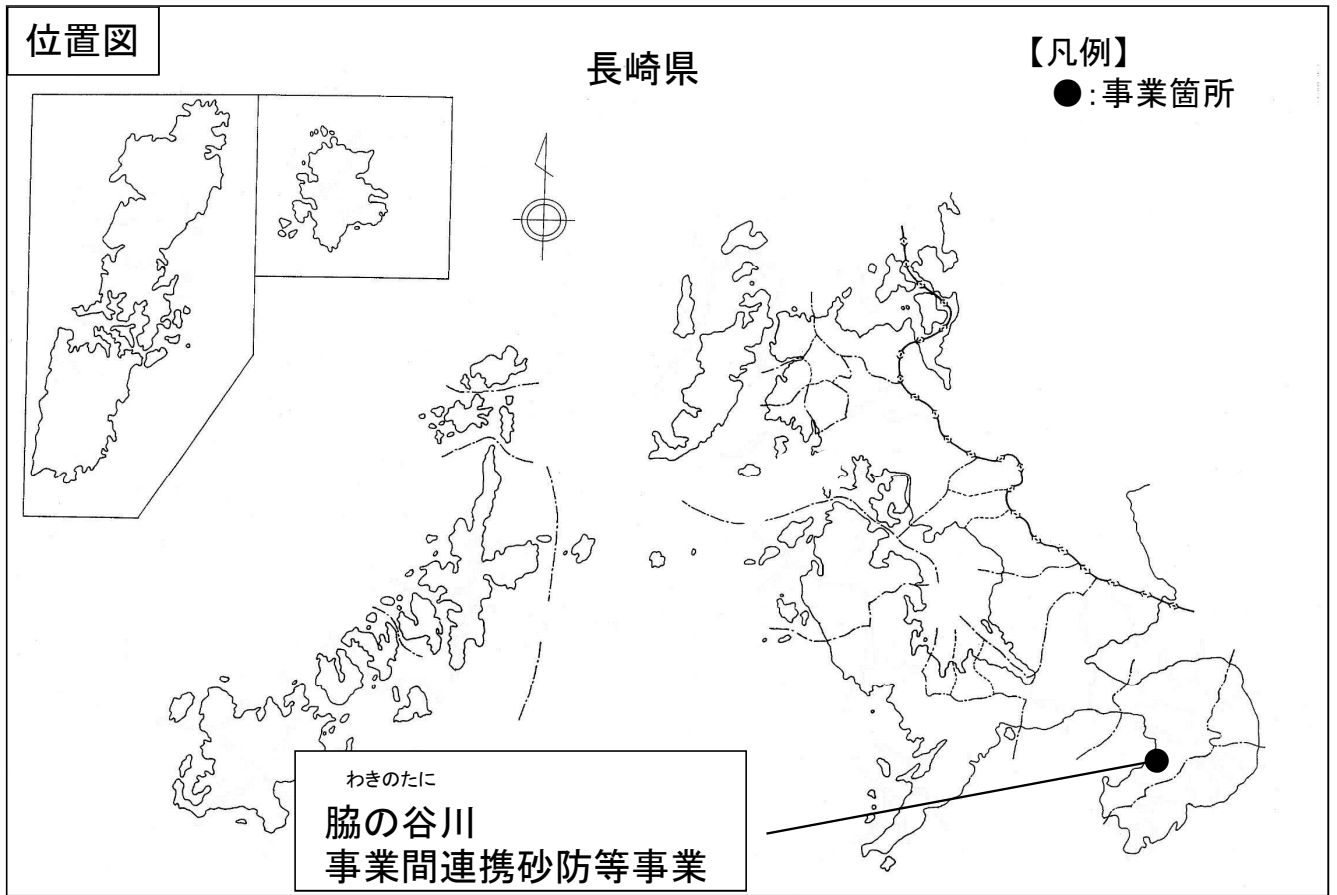 位置図
長崎県
【凡例】
●:事業箇所
わきのたに
脇の谷川
事業間連携砂防等事業